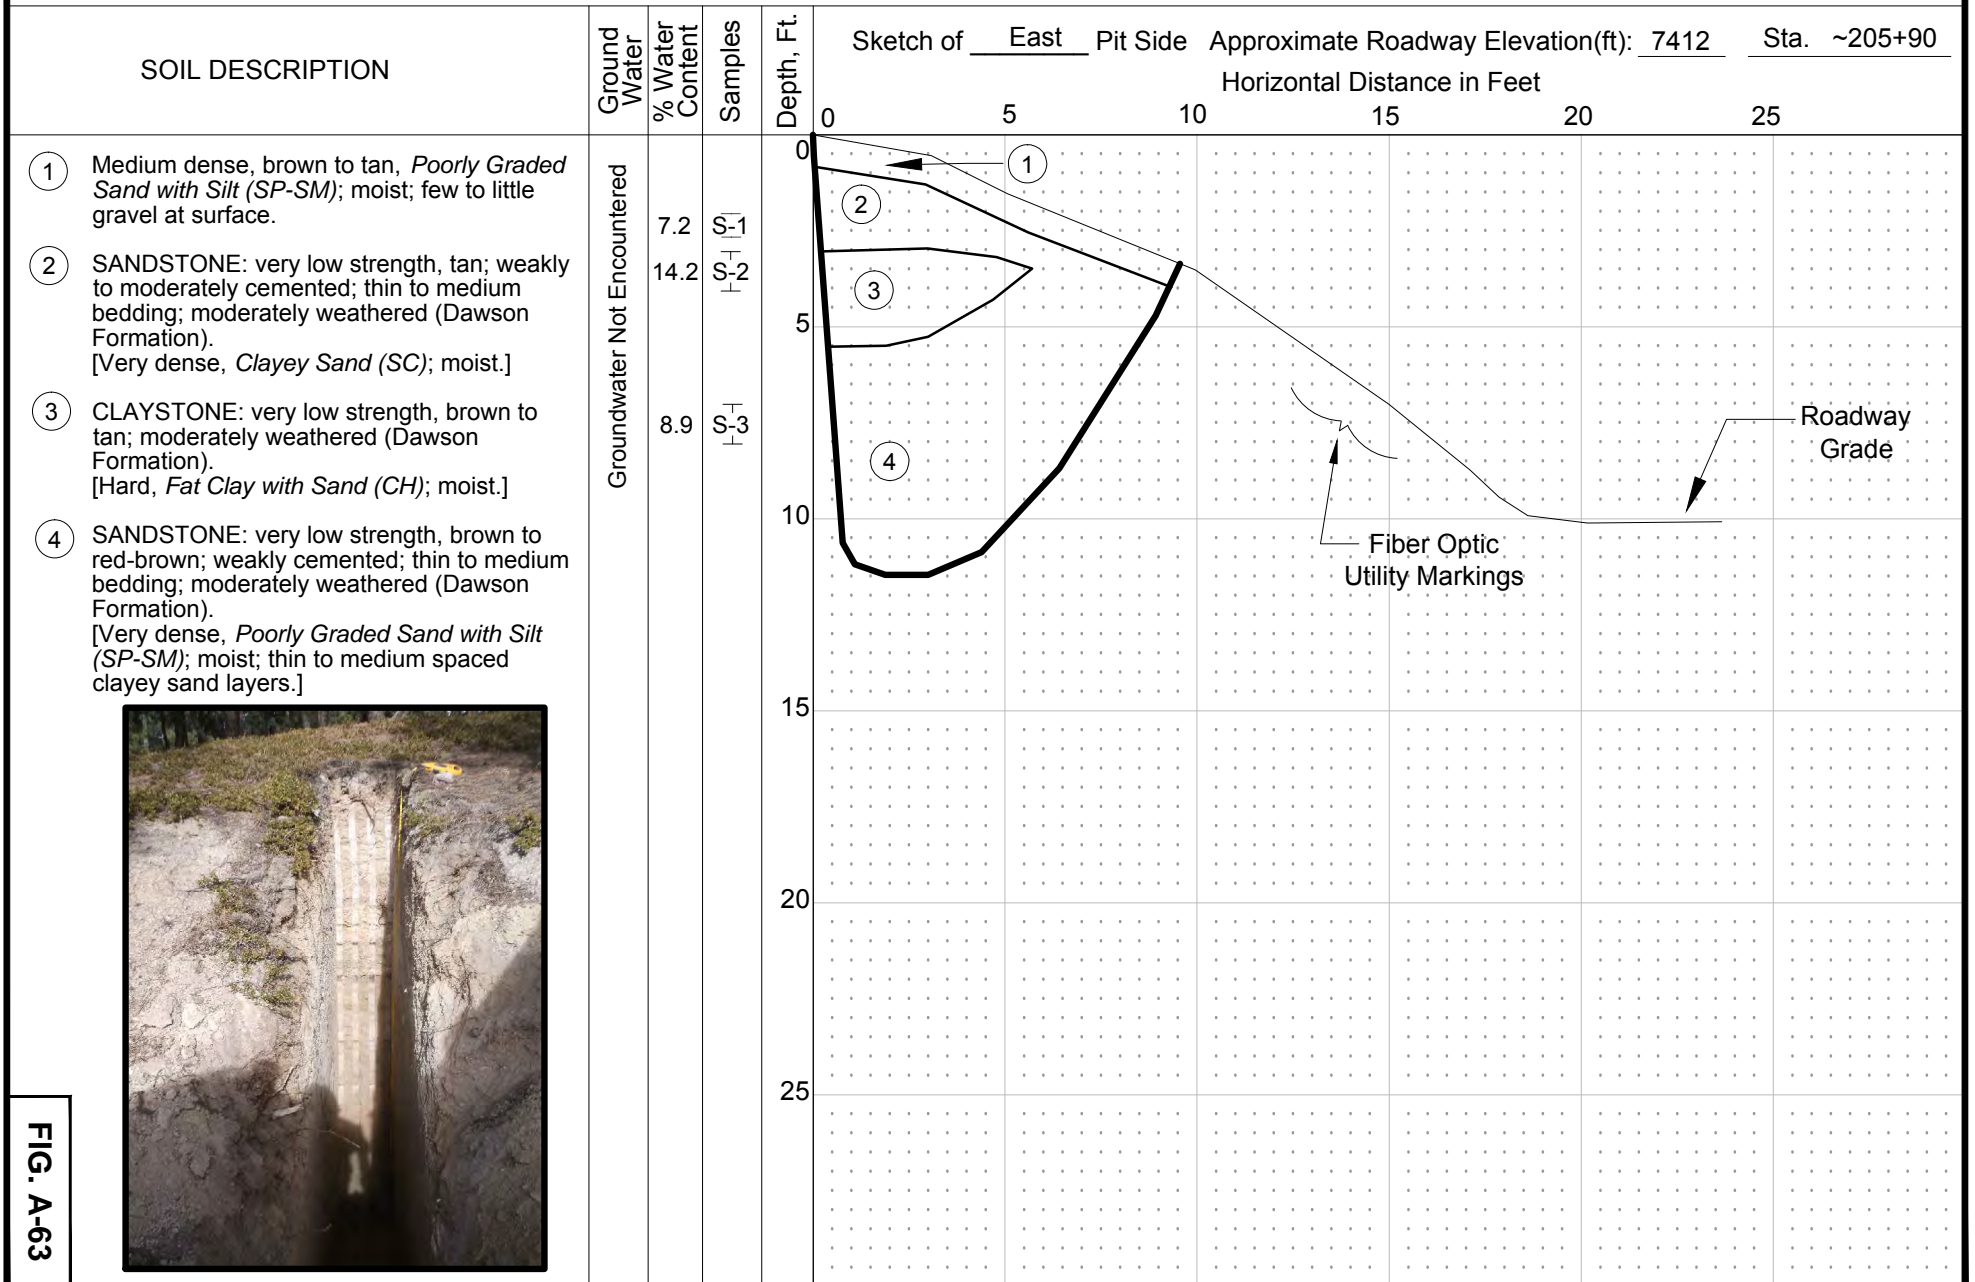 SOIL DESCRIPTION
Ground
Water
% Water
Content
Samples
Depth, Ft.
Sketch of East Pit Side Approximate Roadway Elevation(ft): 7412 Sta. ~205+90
Horizontal Distance in Feet
0 5 10 15 20 25
1 Medium dense, brown to tan, Poorly Graded
Sand with Silt (SP-SM); moist; few to little
gravel at surface.
2 SANDSTONE: very low strength, tan; weakly
to moderately cemented; thin to medium
bedding; moderately weathered (Dawson
Formation).
[Very dense, Clayey Sand (SC); moist.]
3 CLAYSTONE: very low strength, brown to
tan; moderately weathered (Dawson
Formation).
[Hard, Fat Clay with Sand (CH); moist.]
4 SANDSTONE: very low strength, brown to
red-brown; weakly cemented; thin to medium
bedding; moderately weathered (Dawson
Formation).
[Very dense, Poorly Graded Sand with Silt
(SP-SM); moist; thin to medium spaced
clayey sand layers.]
Groundwater Not Encountered
7.2 S-1
14.2 S-2
8.9 S-3
0
5
10
15
20
25
1
2
3
4
Roadway
Grade
Fiber Optic
Utility Markings
FIG. A-63